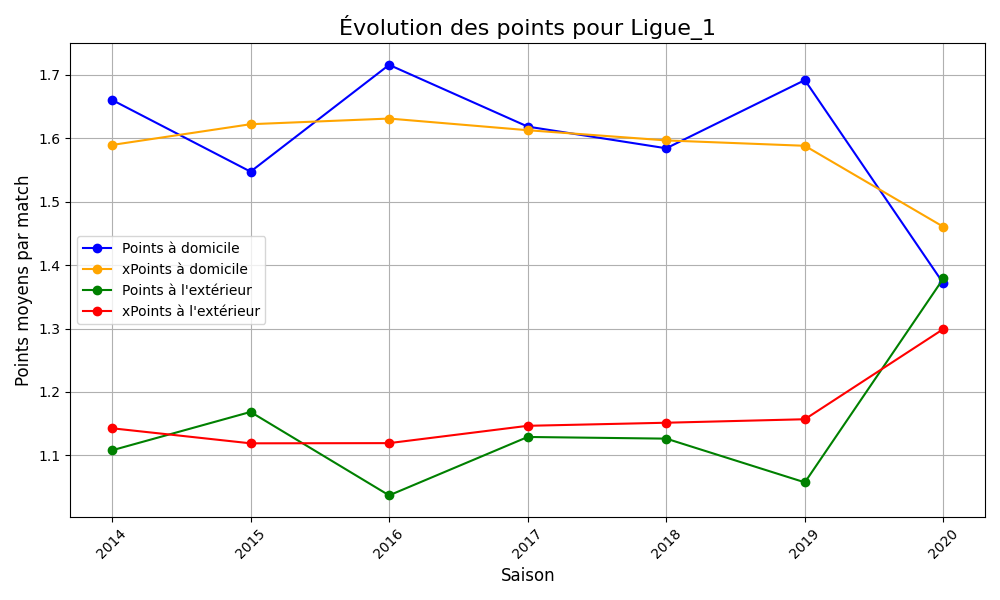 Évolution des points pour Ligue_1
Points moyens par match
1.7
1.6
1.5
1.4
1.3
1.2
1.1
Points à domicile
xPoints à domicile
Points à l'extérieur
xPoints à l'extérieur
2014
2015
2016
2017
2018
2019
2020
Saison